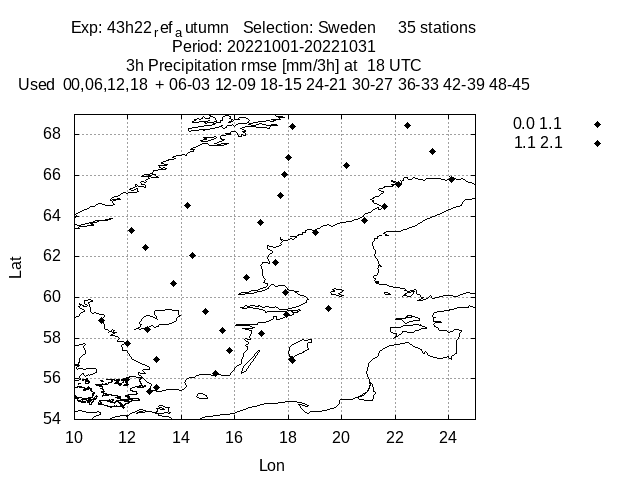 Exp: 43h22refautumn Selection: Sweden 35 stations
Period: 20221001-20221031
3h Precipitation rmse [mm/3h] at 18 UTC
Used 00,06,12,18 + 06-03 12-09 18-15 24-21 30-27 36-33 42-39 48-45
0.0 1.1
1.1 2.1
68
66
64
62
60
58
56
54
Lat
10 12 14 16 18 20 22 24
Lon